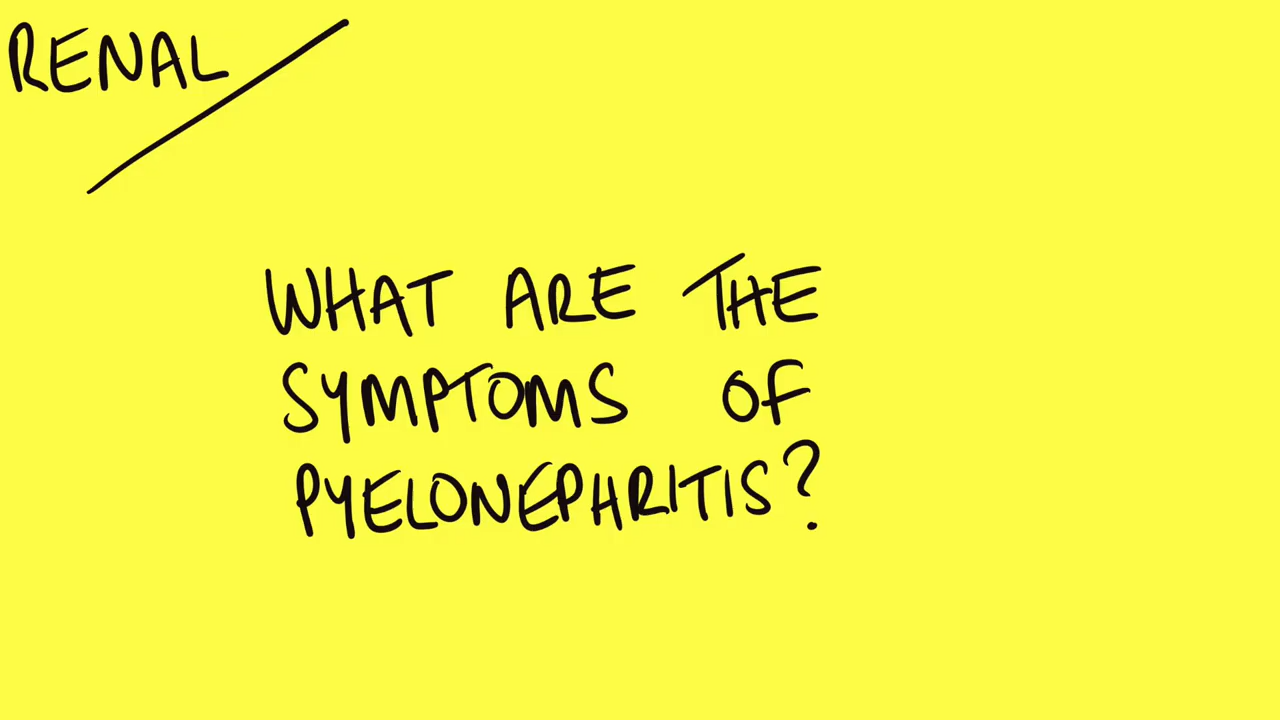 RENAL
WHAT ARE THE
SYMPTOMS OF
PYELONEPHRITIS?